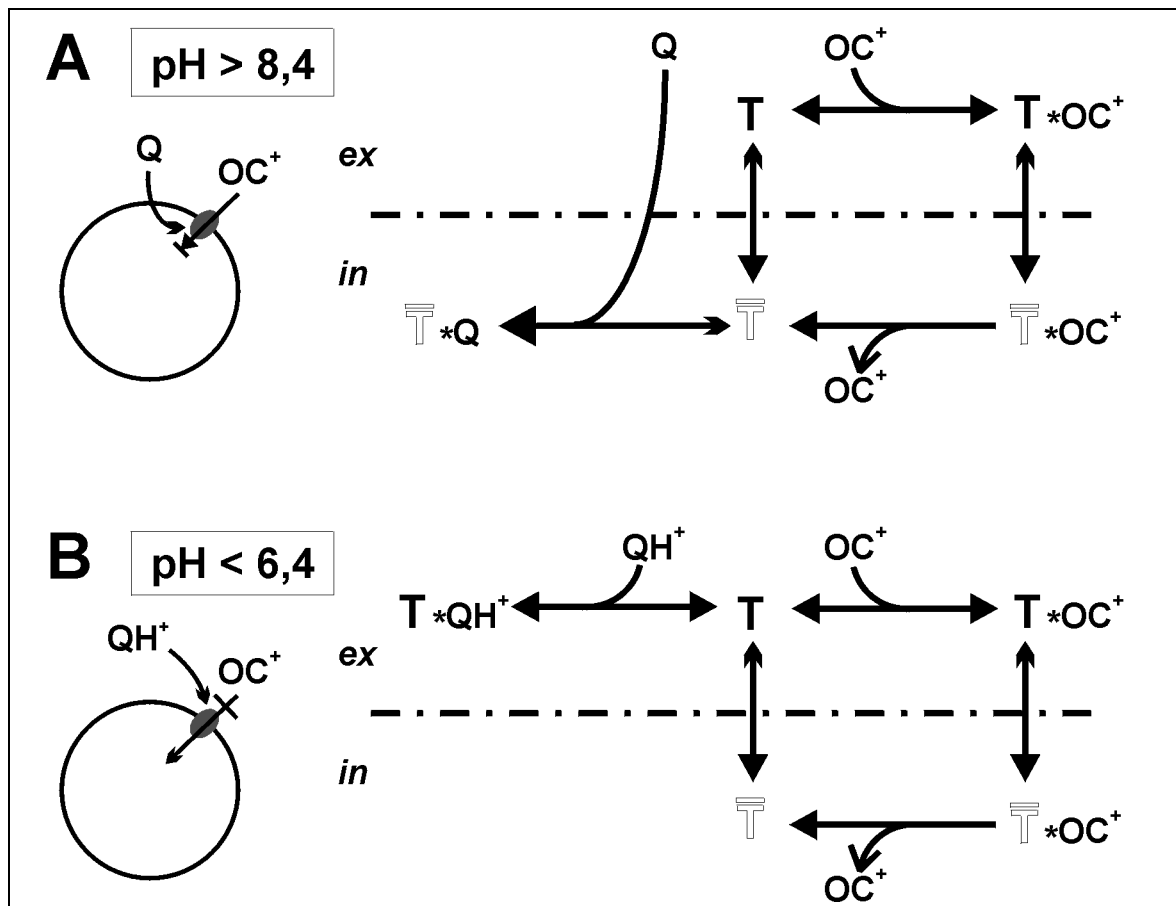 A
pH > 8,4
Q
OC⁺
ex
in
Q
OC⁺
T
T *OC⁺
T̿ *Q
T̿
T̿ *OC⁺
OC⁺
B
pH < 6,4
QH⁺
OC⁺
ex
in
QH⁺
OC⁺
T *QH⁺
T
T *OC⁺
T̿
T̿ *OC⁺
OC⁺